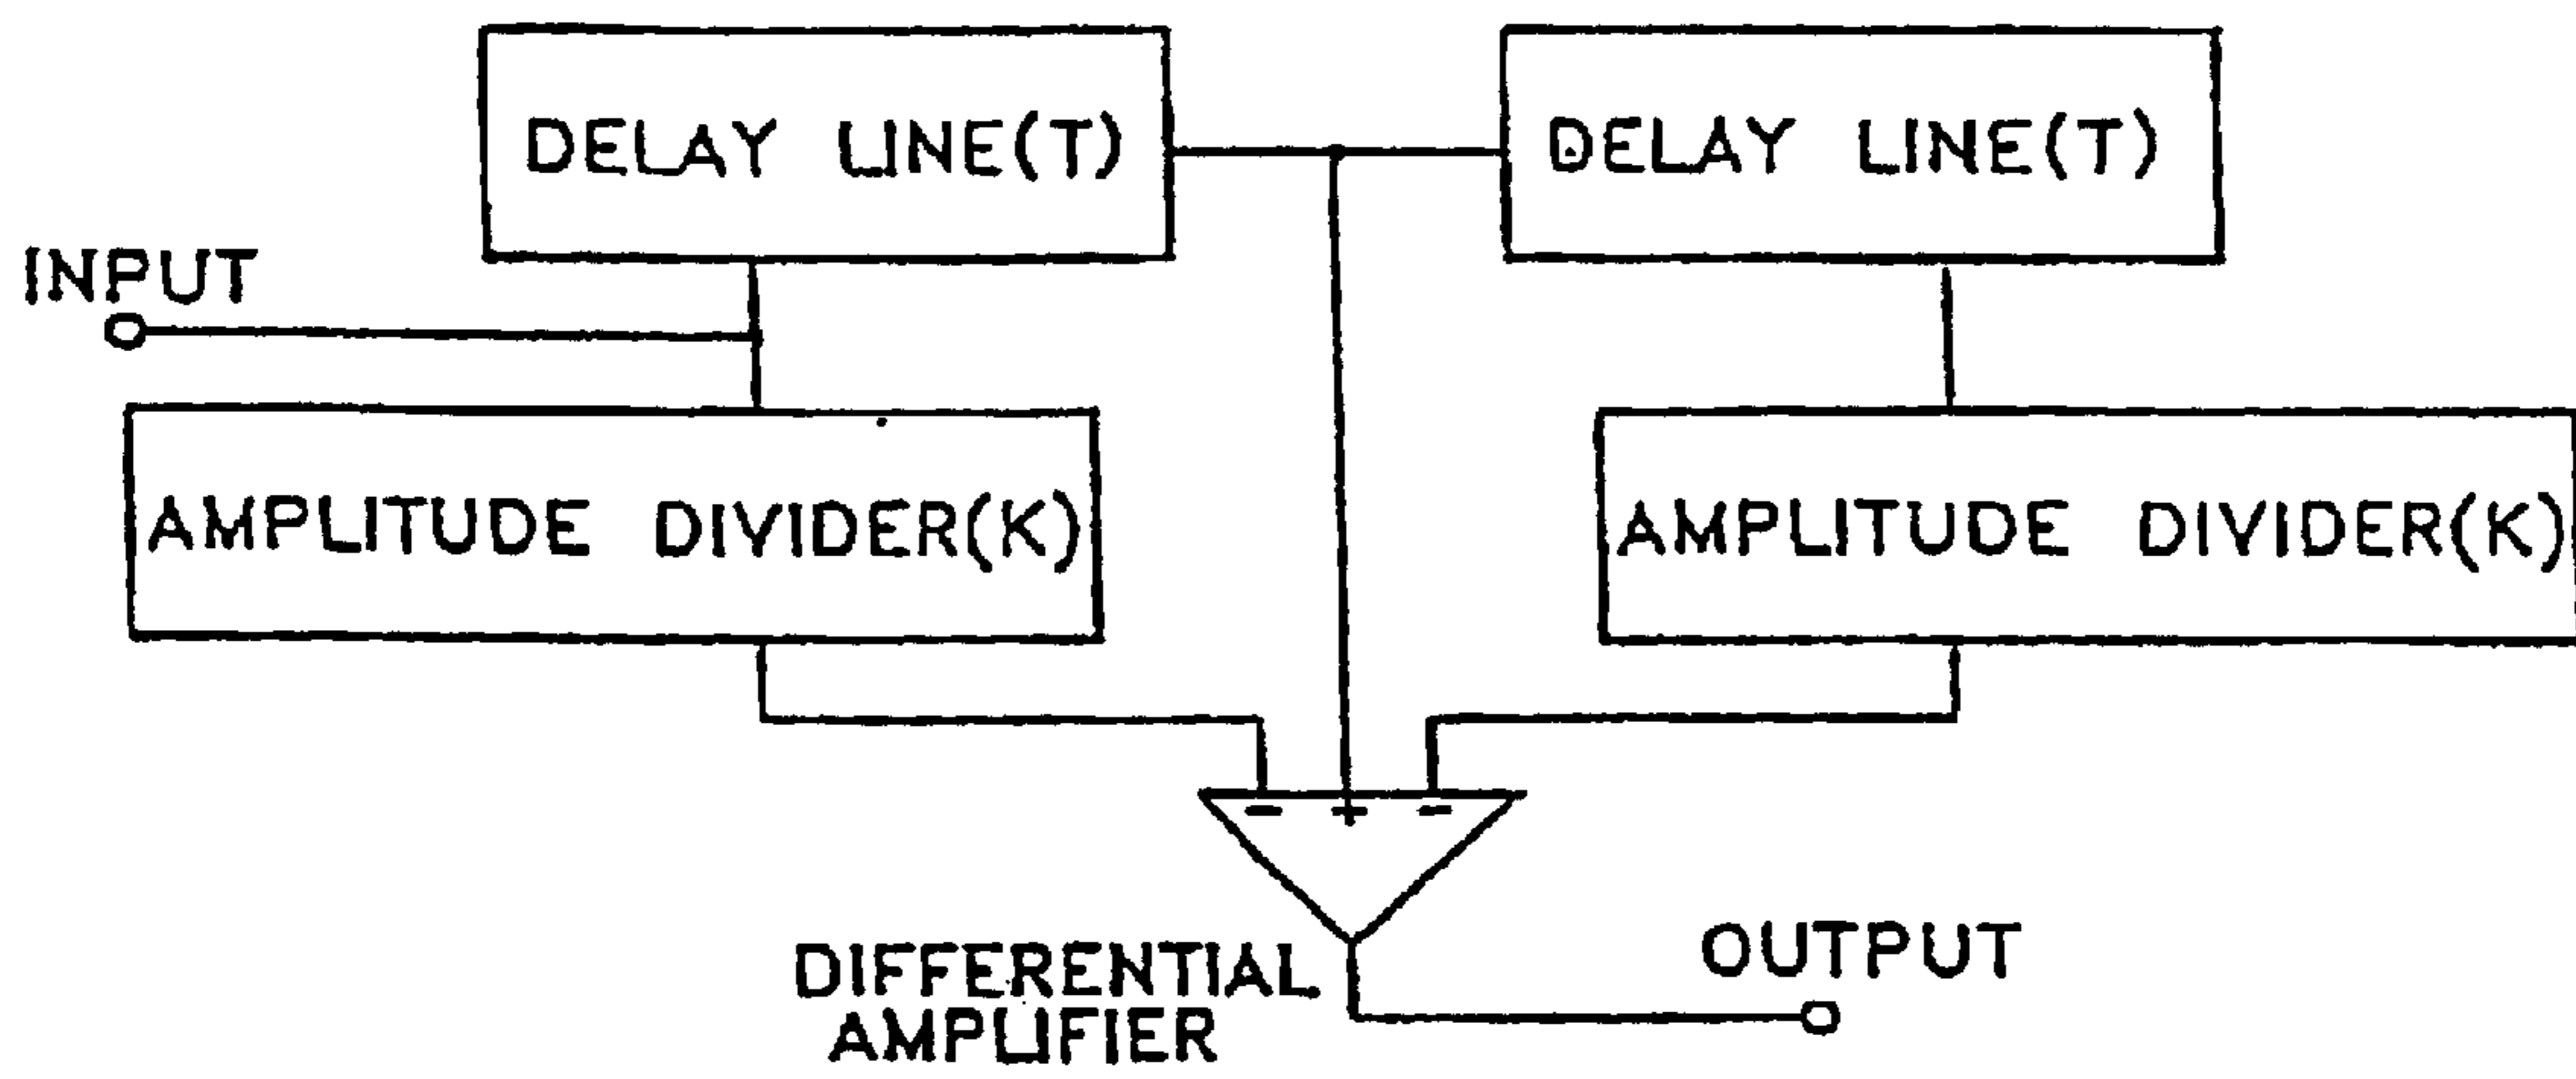 DELAY LINE(T)
DELAY LINE(T)
INPUT
AMPLITUDE DIVIDER(K)
AMPLITUDE DIVIDER(K)
- + -
DIFFERENTIAL
AMPLIFIER
OUTPUT